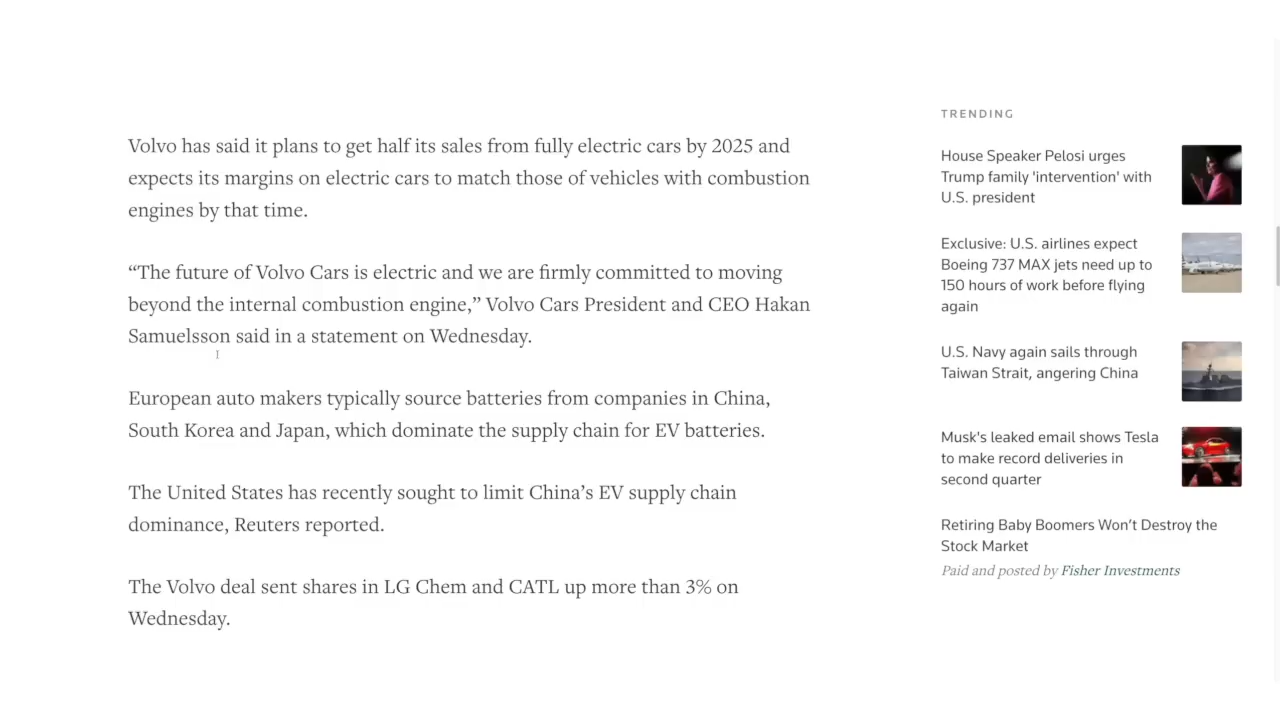 Volvo has said it plans to get half its sales from fully electric cars by 2025 and
expects its margins on electric cars to match those of vehicles with combustion
engines by that time.
“The future of Volvo Cars is electric and we are firmly committed to moving
beyond the internal combustion engine,” Volvo Cars President and CEO Hakan
Samuelsson said in a statement on Wednesday.
European auto makers typically source batteries from companies in China,
South Korea and Japan, which dominate the supply chain for EV batteries.
The United States has recently sought to limit China’s EV supply chain
dominance, Reuters reported.
The Volvo deal sent shares in LG Chem and CATL up more than 3% on
Wednesday.
TRENDING
House Speaker Pelosi urges
Trump family 'intervention' with
U.S. president
Exclusive: U.S. airlines expect
Boeing 737 MAX jets need up to
150 hours of work before flying
again
U.S. Navy again sails through
Taiwan Strait, angering China
Musk's leaked email shows Tesla
to make record deliveries in
second quarter
Retiring Baby Boomers Won’t Destroy the
Stock Market
Paid and posted by Fisher Investments